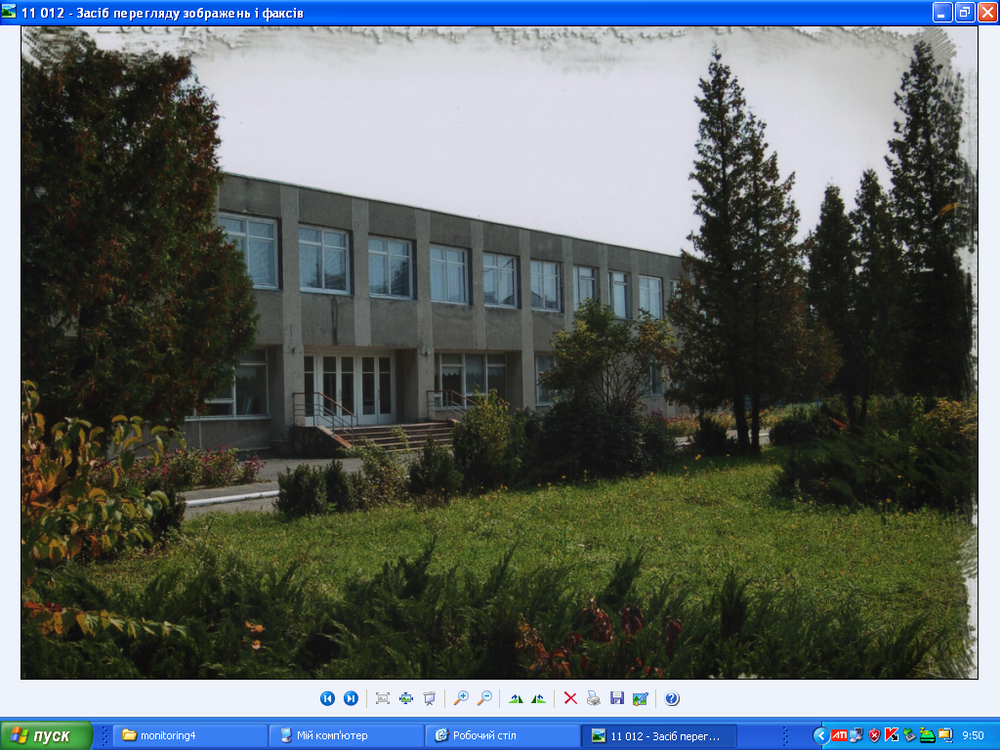 11 012 - Засіб перегляду зображень і факсів
пуск
monitoring4
Мій комп'ютер
Робочий стіл
11 012 - Засіб перег...
ATI
9:50